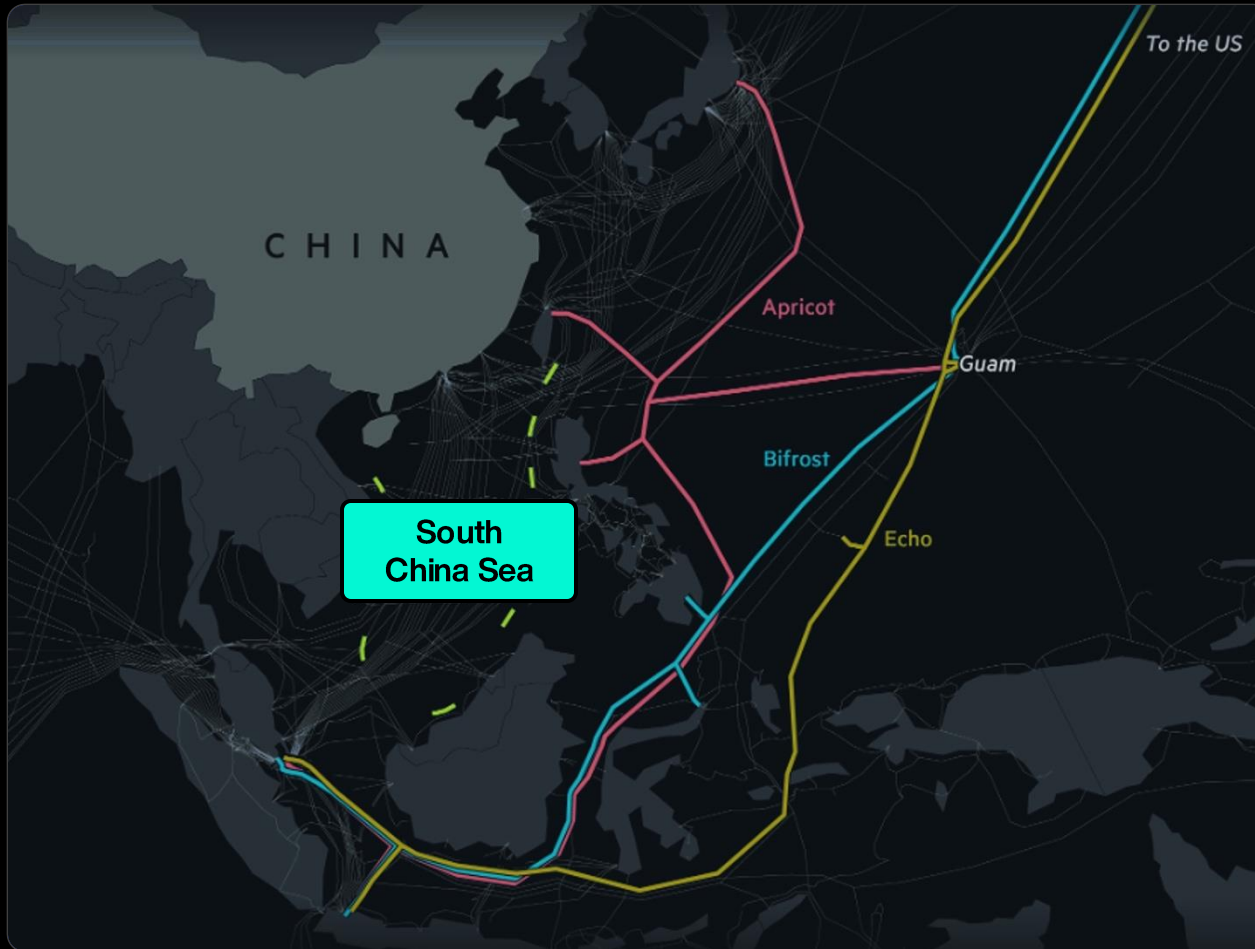 To the US
CHINA
Apricot
Guam
Bifrost
South
China Sea
Echo